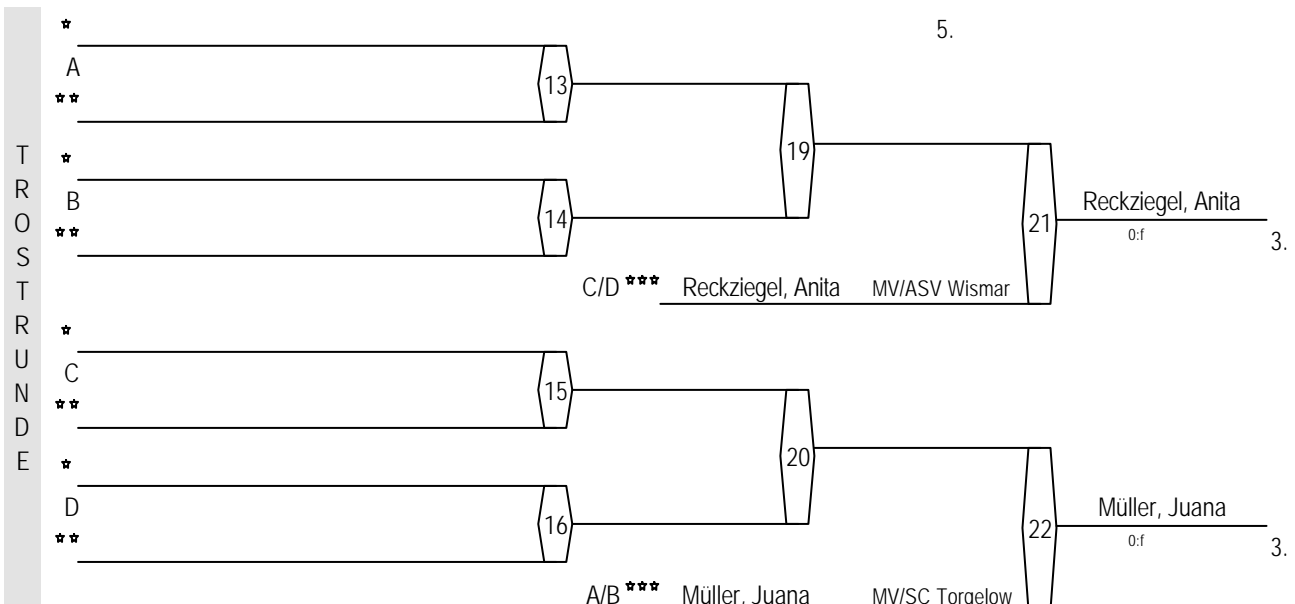 TROSTRUNDE
☆
5.
A
☆☆
13
☆
19
B
☆☆
14
Reckziegel, Anita
21
0:f
3.
C/D ☆☆☆ Reckziegel, Anita MV/ASV Wismar
☆
C
☆☆
15
☆
20
D
☆☆
16
Müller, Juana
22
0:f
3.
A/B ☆☆☆ Müller, Juana MV/SC Torgelow